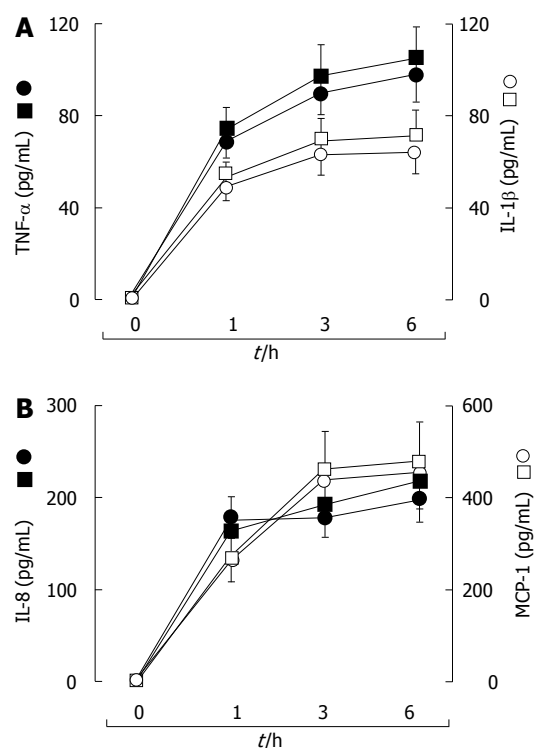 A
120
80
40
0
TNF-α (pg/mL)
120
80
40
0
IL-1β (pg/mL)
0 1 3 6
t/h
B
300
200
100
0
IL-8 (pg/mL)
600
400
200
0
MCP-1 (pg/mL)
0 1 3 6
t/h